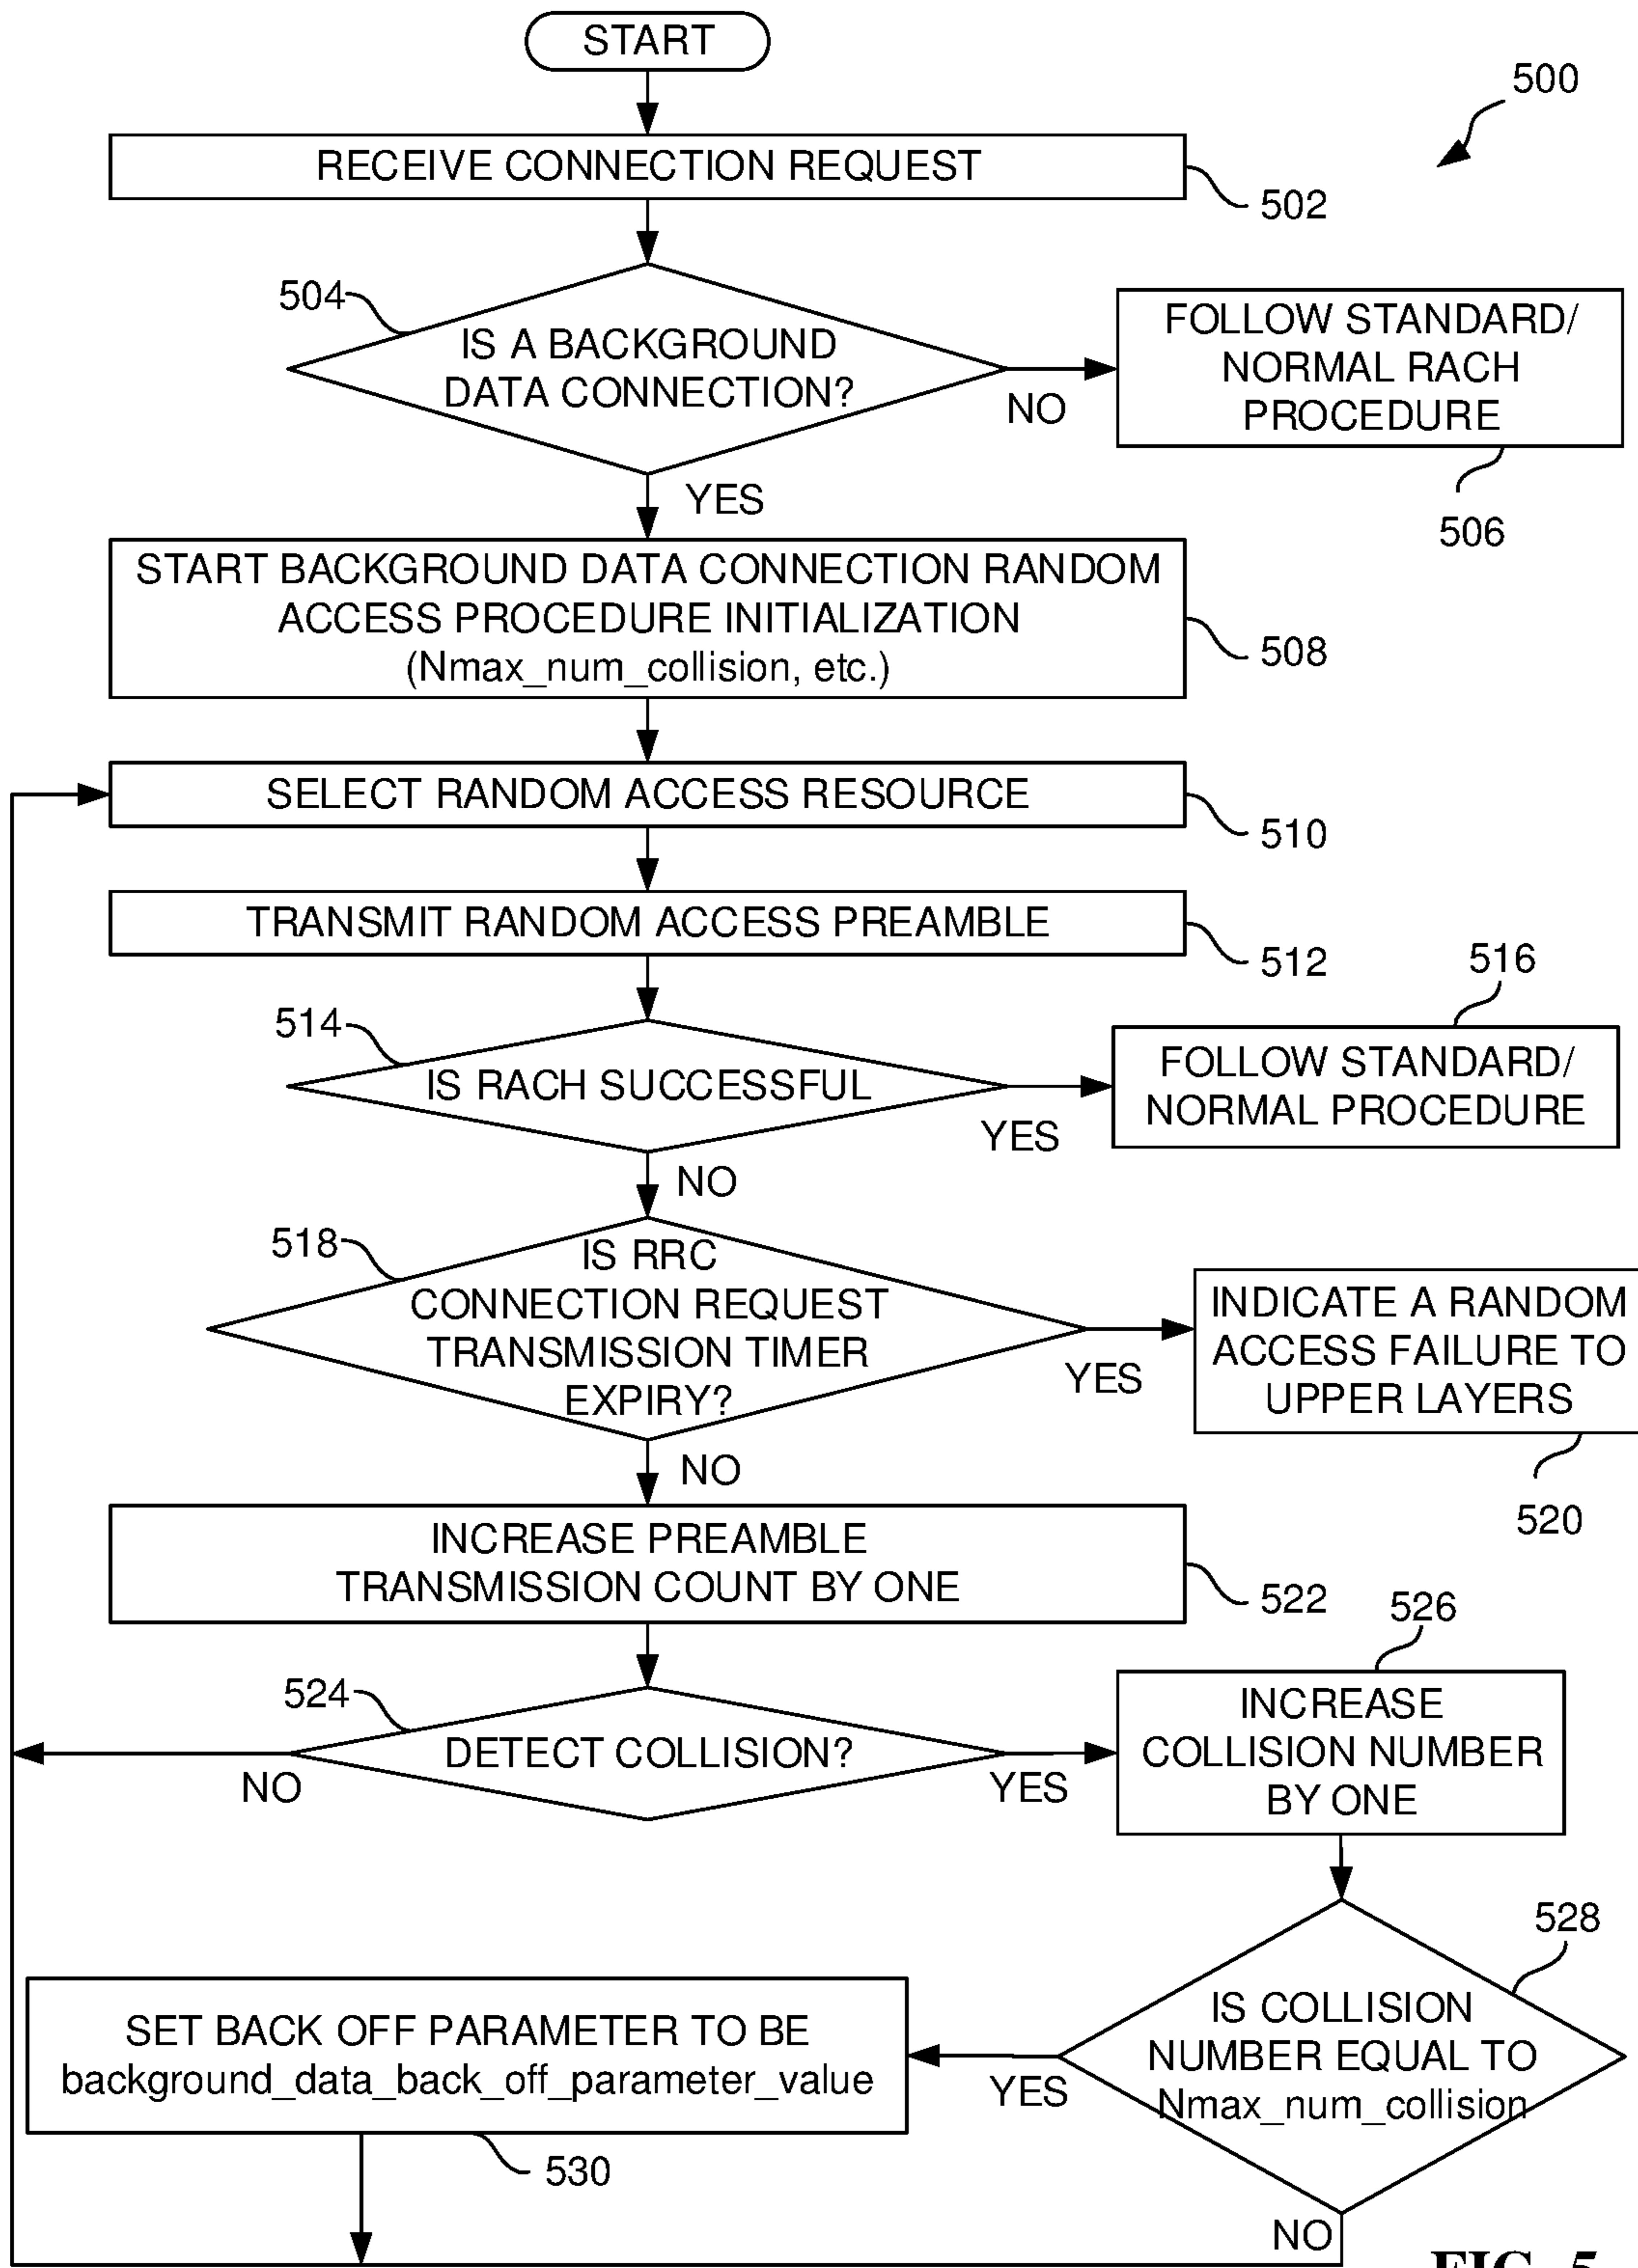 START
500
RECEIVE CONNECTION REQUEST
502
504
IS A BACKGROUND
DATA CONNECTION?
NO
FOLLOW STANDARD/
NORMAL RACH
PROCEDURE
506
YES
START BACKGROUND DATA CONNECTION RANDOM
ACCESS PROCEDURE INITIALIZATION
(Nmax_num_collision, etc.)
508
SELECT RANDOM ACCESS RESOURCE
510
TRANSMIT RANDOM ACCESS PREAMBLE
512
514
IS RACH SUCCESSFUL
YES
516
FOLLOW STANDARD/
NORMAL PROCEDURE
NO
518
IS RRC
CONNECTION REQUEST
TRANSMISSION TIMER
EXPIRY?
YES
INDICATE A RANDOM
ACCESS FAILURE TO
UPPER LAYERS
520
NO
INCREASE PREAMBLE
TRANSMISSION COUNT BY ONE
522
524
DETECT COLLISION?
NO
YES
526
INCREASE
COLLISION NUMBER
BY ONE
528
IS COLLISION
NUMBER EQUAL TO
Nmax_num_collision
YES
SET BACK OFF PARAMETER TO BE
background_data_back_off_parameter_value
530
NO
FIG. 5